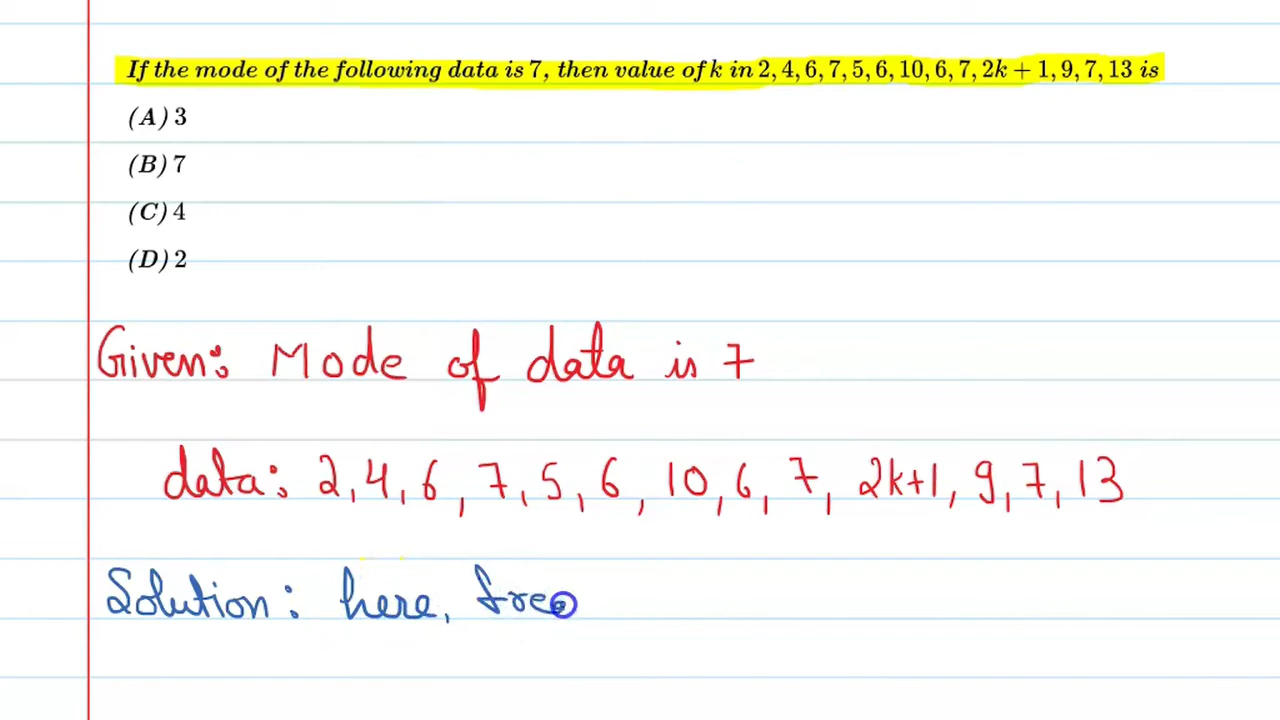 If the mode of the following data is 7, then value of k in 2, 4, 6, 7, 5, 6, 10, 6, 7, 2k + 1, 9, 7, 13 is
(A) 3
(B) 7
(C) 4
(D) 2
Given: Mode of data is 7
data: 2, 4, 6, 7, 5, 6, 10, 6, 7, 2k+1, 9, 7, 13
Solution: here, fre